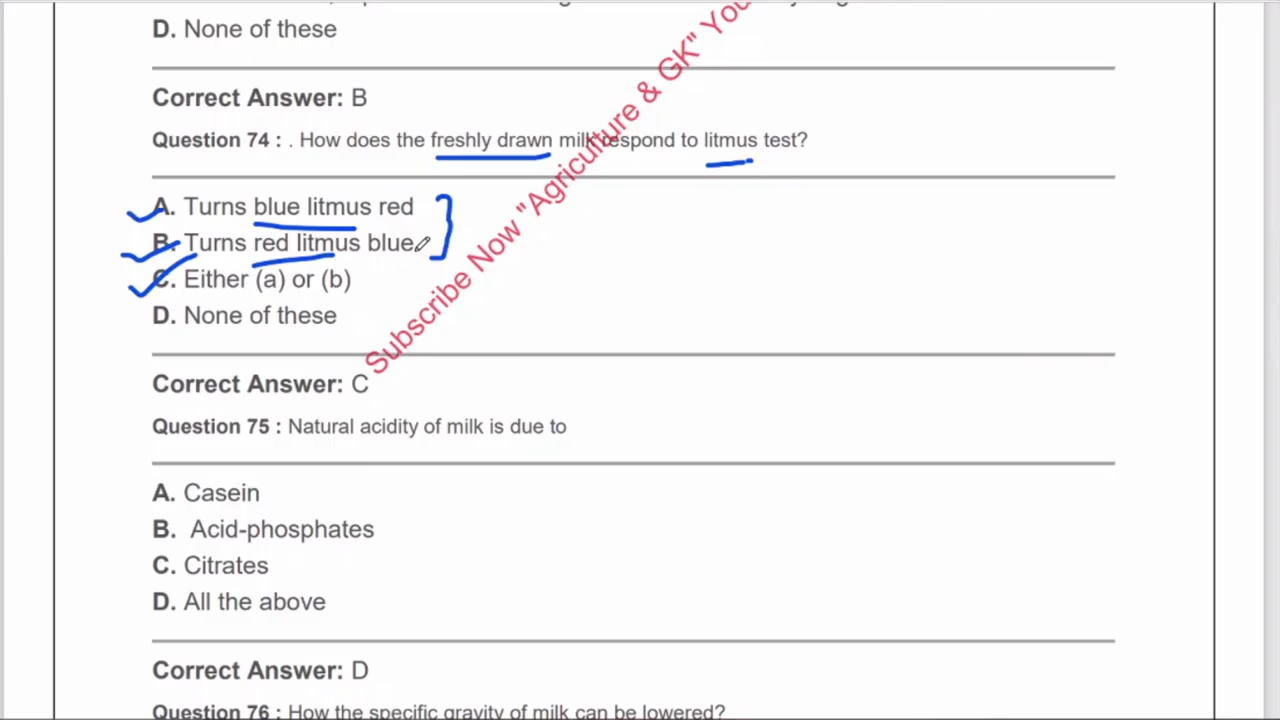 D. None of these
Correct Answer: B
Question 74 : . How does the freshly drawn milk respond to litmus test?
A. Turns blue litmus red
B. Turns red litmus blue
C. Either (a) or (b)
D. None of these
Correct Answer: C
Question 75 : Natural acidity of milk is due to
A. Casein
B. Acid-phosphates
C. Citrates
D. All the above
Correct Answer: D
Question 76 : How the specific gravity of milk can be lowered?
Subscribe Now "Agriculture & GK" You